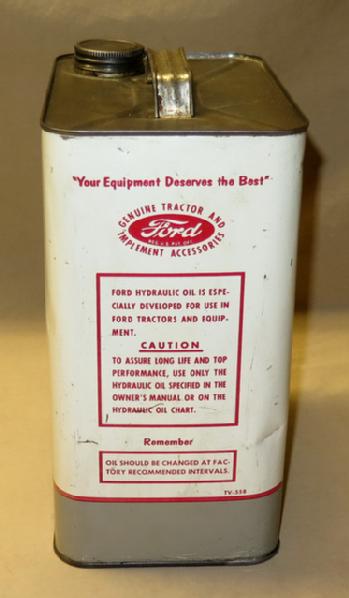 "Your Equipment Deserves the Best"
GENUINE TRACTOR AND
Ford
REG. U.S. PAT. OFF.
IMPLEMENT ACCESSORIES
FORD HYDRAULIC OIL IS ESPE-
CIALLY DEVELOPED FOR USE IN
FORD TRACTORS AND EQUIP-
MENT.
CAUTION
TO ASSURE LONG LIFE AND TOP
PERFORMANCE, USE ONLY THE
HYDRAULIC OIL SPECIFIED IN THE
OWNER'S MANUAL OR ON THE
HYDRAULIC OIL CHART.
Remember
OIL SHOULD BE CHANGED AT FAC-
TORY RECOMMENDED INTERVALS.
TV-558